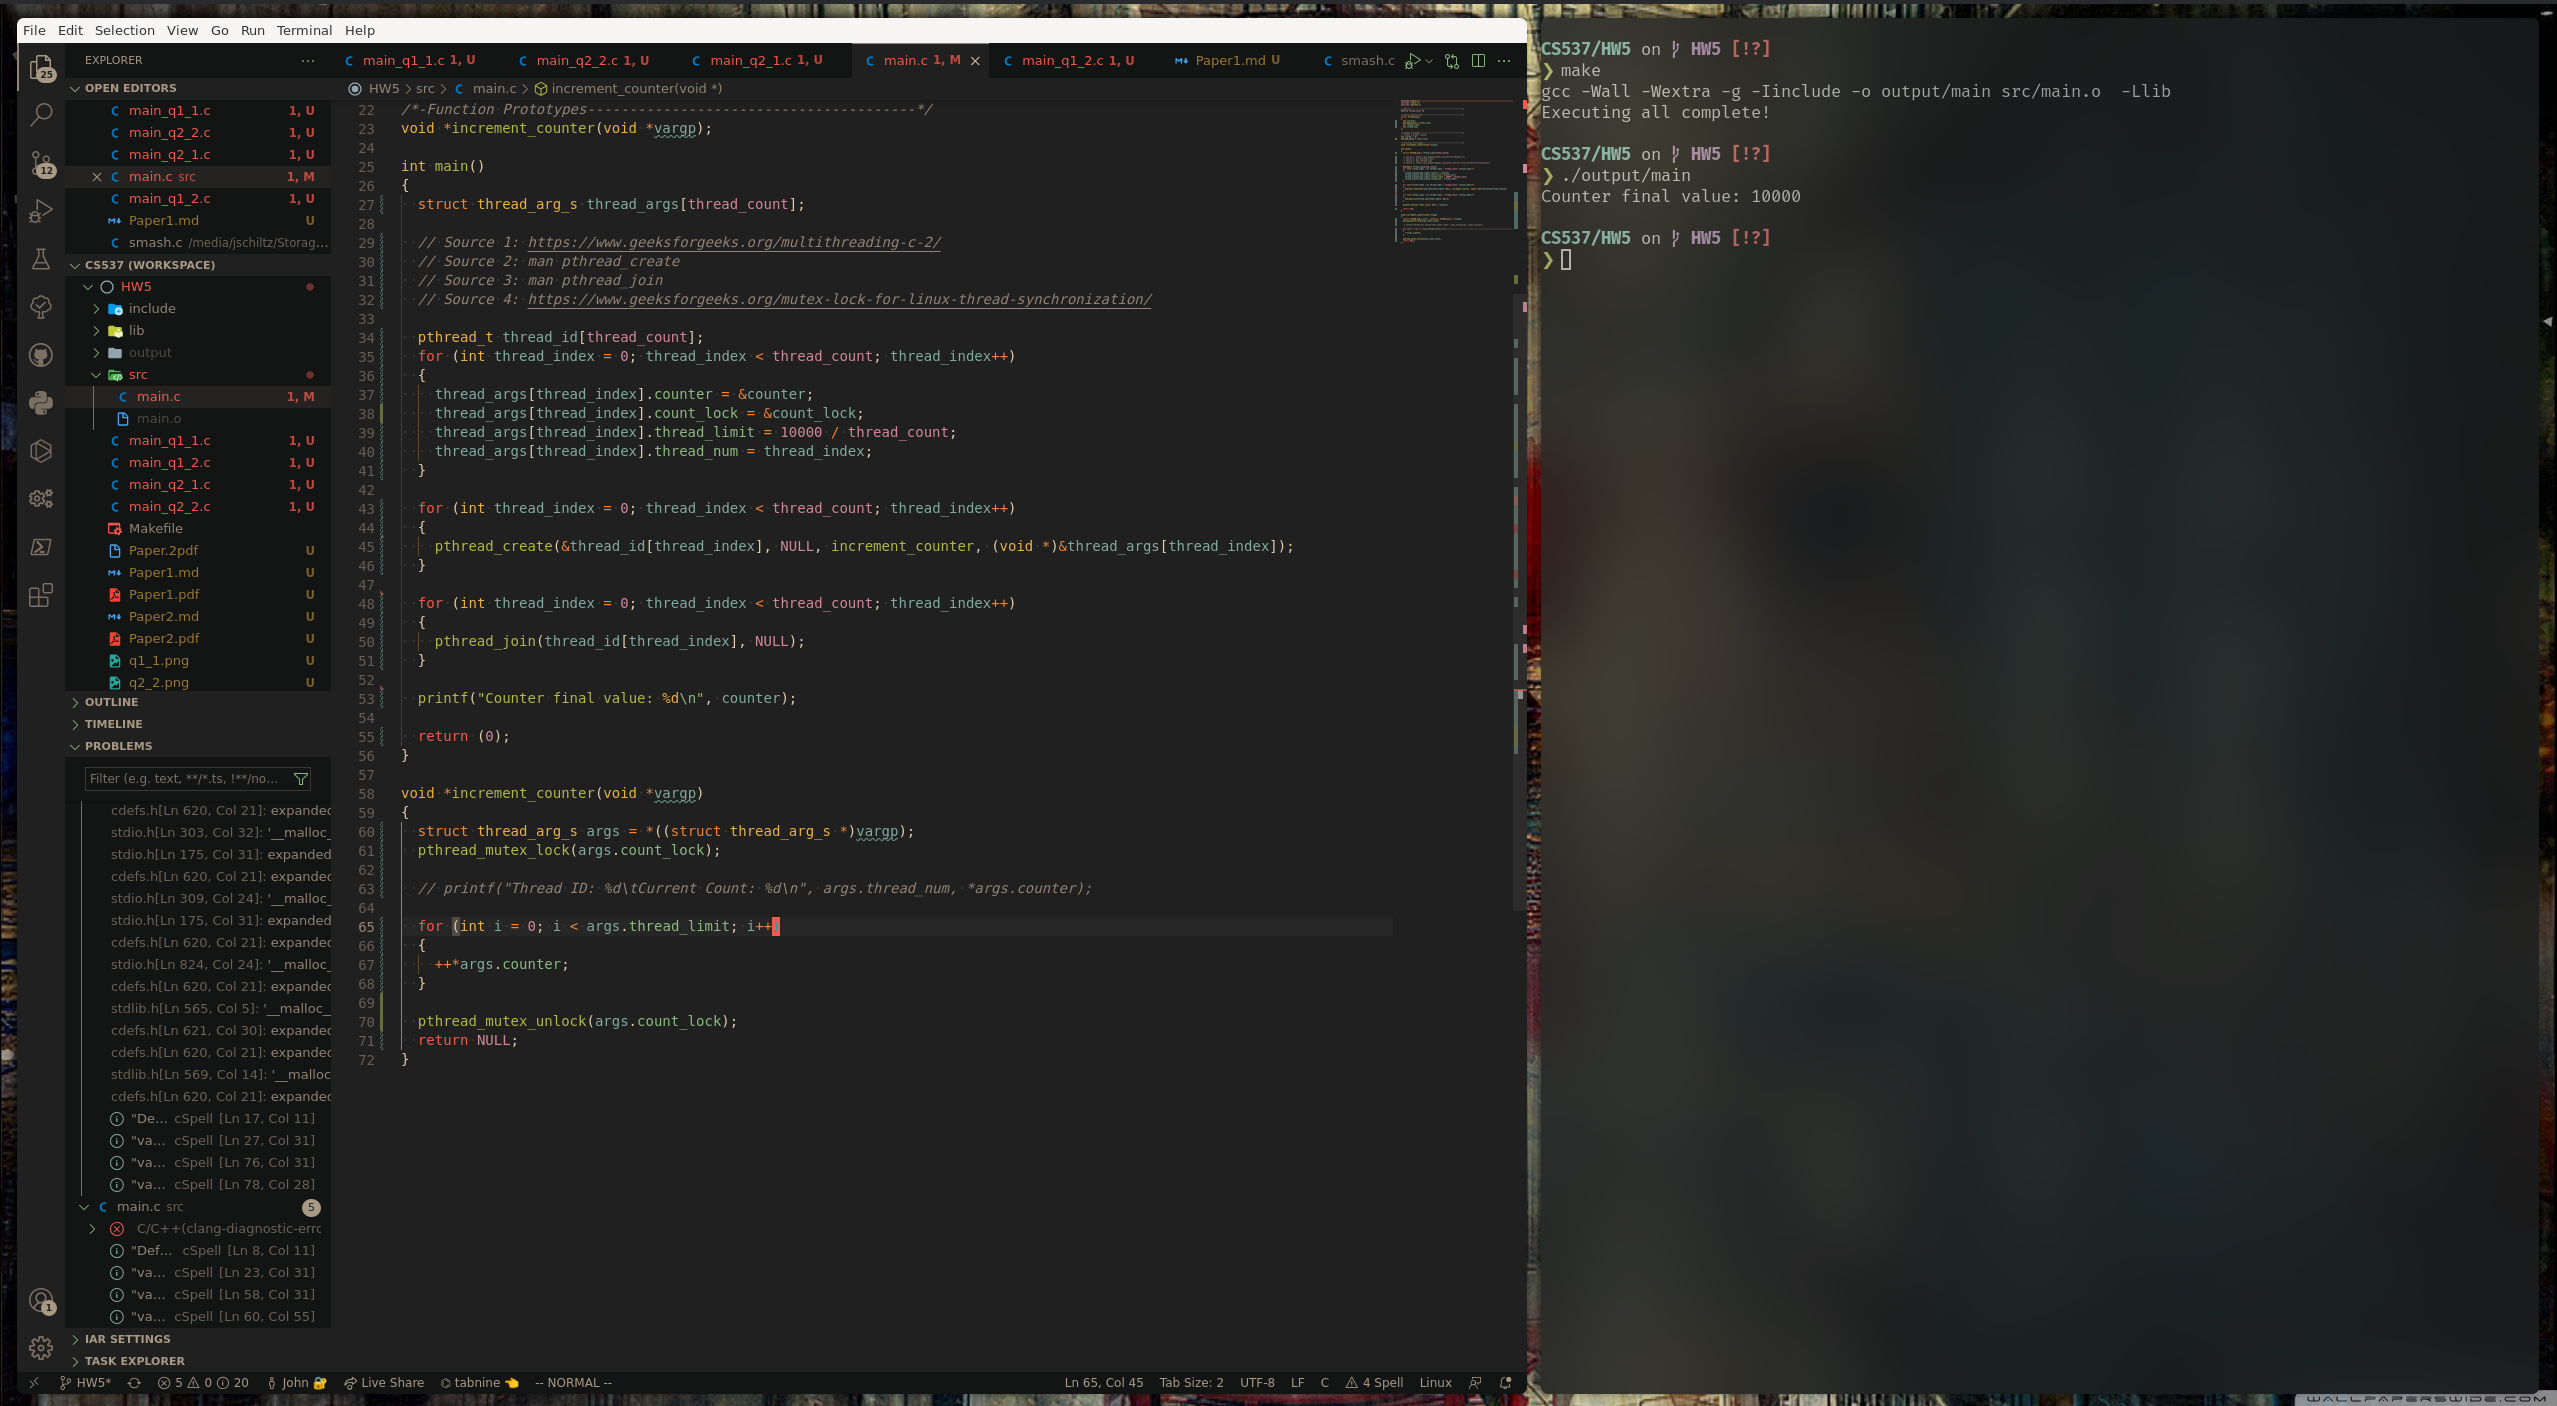 File Edit Selection View Go Run Terminal Help
EXPLORER
OPEN EDITORS
main_q1_1.c 1, U
main_q2_2.c 1, U
main_q2_1.c 1, U
main.c src 1, M
main_q1_2.c 1, U
Paper1.md U
smash.c /media/jschiltz/Storag...
CS537 (WORKSPACE)
HW5
include
lib
output
src
main.c 1, M
main.o
main_q1_1.c 1, U
main_q1_2.c 1, U
main_q2_1.c 1, U
main_q2_2.c 1, U
Makefile
Paper.2pdf U
Paper1.md U
Paper1.pdf U
Paper2.md U
Paper2.pdf U
q1_1.png U
q2_2.png U
OUTLINE
TIMELINE
PROBLEMS
Filter (e.g. text, **/*.ts, !**/no...
cdefs.h[Ln 620, Col 21]: expanded
stdio.h[Ln 303, Col 32]: '__malloc_
stdio.h[Ln 175, Col 31]: expanded
cdefs.h[Ln 620, Col 21]: expanded
stdio.h[Ln 309, Col 24]: '__malloc_
stdio.h[Ln 175, Col 31]: expanded
cdefs.h[Ln 620, Col 21]: expanded
stdio.h[Ln 824, Col 24]: '__malloc_
cdefs.h[Ln 620, Col 21]: expanded
stdlib.h[Ln 565, Col 5]: '__malloc_
cdefs.h[Ln 621, Col 30]: expanded
cdefs.h[Ln 620, Col 21]: expanded
stdlib.h[Ln 569, Col 14]: '__malloc
cdefs.h[Ln 620, Col 21]: expanded
"De... cSpell [Ln 17, Col 11]
"va... cSpell [Ln 27, Col 31]
"va... cSpell [Ln 76, Col 31]
"va... cSpell [Ln 78, Col 28]
main.c src 5
C/C++(clang-diagnostic-errc
"Def... cSpell [Ln 8, Col 11]
"va... cSpell [Ln 23, Col 31]
"va... cSpell [Ln 58, Col 31]
"va... cSpell [Ln 60, Col 55]
IAR SETTINGS
TASK EXPLORER
25
12
1
main_q1_1.c 1, U main_q2_2.c 1, U main_q2_1.c 1, U main.c 1, M main_q1_2.c 1, U Paper1.md U smash.c
HW5 > src > main.c > increment_counter(void *)
22 /*-Function Prototypes---------------------------------------*/
23 void *increment_counter(void *vargp);
24
25 int main()
26 {
27 struct thread_arg_s thread_args[thread_count];
28
29 // Source 1: https://www.geeksforgeeks.org/multithreading-c-2/
30 // Source 2: man pthread_create
31 // Source 3: man pthread_join
32 // Source 4: https://www.geeksforgeeks.org/mutex-lock-for-linux-thread-synchronization/
33
34 pthread_t thread_id[thread_count];
35 for (int thread_index = 0; thread_index < thread_count; thread_index++)
36 {
37 thread_args[thread_index].counter = &counter;
38 thread_args[thread_index].count_lock = &count_lock;
39 thread_args[thread_index].thread_limit = 10000 / thread_count;
40 thread_args[thread_index].thread_num = thread_index;
41 }
42
43 for (int thread_index = 0; thread_index < thread_count; thread_index++)
44 {
45 pthread_create(&thread_id[thread_index], NULL, increment_counter, (void *)&thread_args[thread_index]);
46 }
47
48 for (int thread_index = 0; thread_index < thread_count; thread_index++)
49 {
50 pthread_join(thread_id[thread_index], NULL);
51 }
52
53 printf("Counter final value: %d\n", counter);
54
55 return (0);
56 }
57
58 void *increment_counter(void *vargp)
59 {
60 struct thread_arg_s args = *((struct thread_arg_s *)vargp);
61 pthread_mutex_lock(args.count_lock);
62
63 // printf("Thread ID: %d\tCurrent Count: %d\n", args.thread_num, *args.counter);
64
65 for (int i = 0; i < args.thread_limit; i++)
66 {
67 ++*args.counter;
68 }
69
70 pthread_mutex_unlock(args.count_lock);
71 return NULL;
72 }
HW5* 5 0 20 John Live Share tabnine -- NORMAL -- Ln 65, Col 45 Tab Size: 2 UTF-8 LF C 4 Spell Linux
CS537/HW5 on HW5 [!?]
❯ make
gcc -Wall -Wextra -g -Iinclude -o output/main src/main.o -Llib
Executing all complete!
CS537/HW5 on HW5 [!?]
❯ ./output/main
Counter final value: 10000
CS537/HW5 on HW5 [!?]
❯
WALLPAPERSWIDE.COM